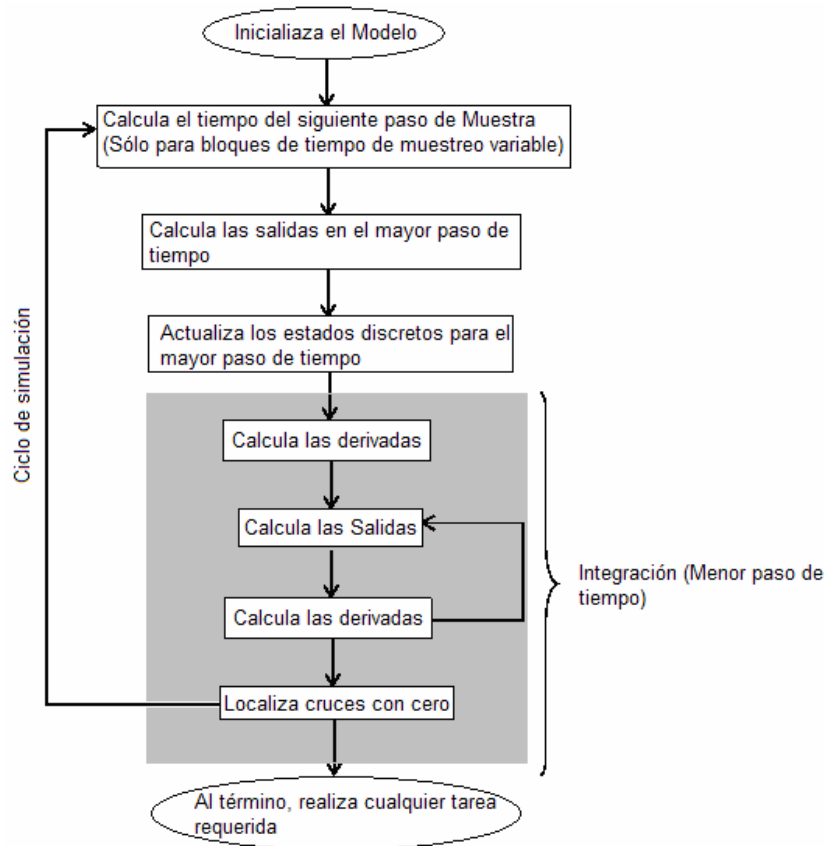 Inicialiaza el Modelo
Calcula el tiempo del siguiente paso de Muestra
(Sólo para bloques de tiempo de muestreo variable)
Calcula las salidas en el mayor paso de
tiempo
Actualiza los estados discretos para el
mayor paso de tiempo
Ciclo de simulación
Calcula las derivadas
Calcula las Salidas
Calcula las derivadas
Localiza cruces con cero
Integración (Menor paso de
tiempo)
Al término, realiza cualquier tarea
requerida